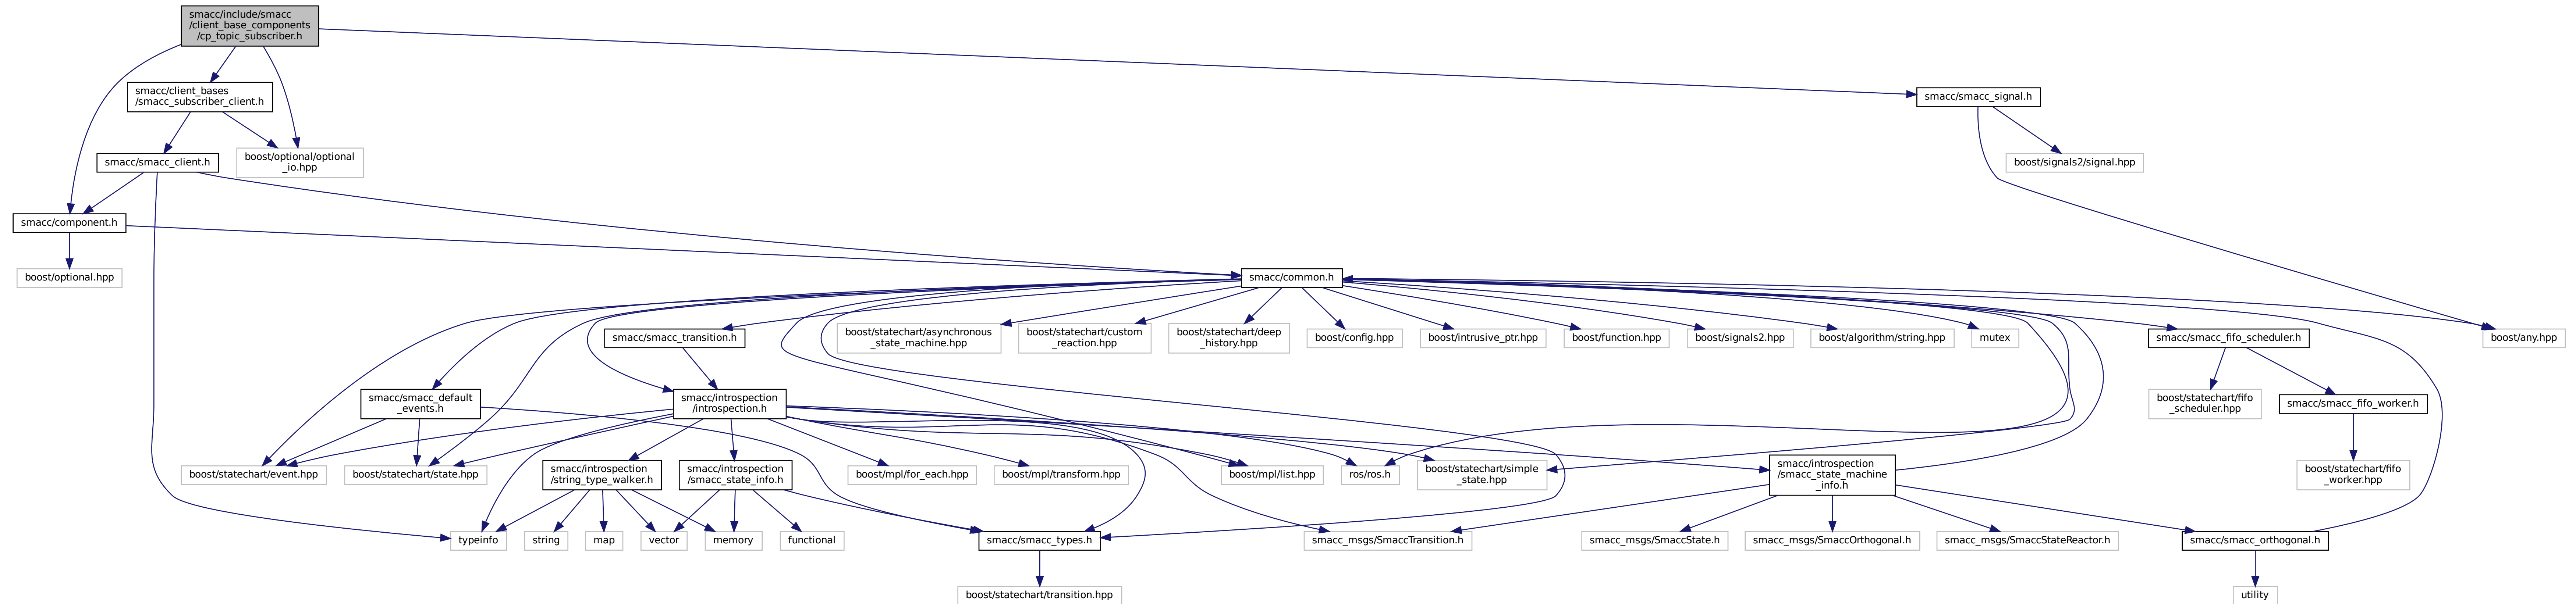 smacc/include/smacc
/client_base_components
/cp_topic_subscriber.h
smacc/client_bases
/smacc_subscriber_client.h
smacc/smacc_signal.h
smacc/smacc_client.h
boost/optional/optional
_io.hpp
boost/signals2/signal.hpp
smacc/component.h
boost/optional.hpp
smacc/common.h
smacc/smacc_transition.h
boost/statechart/asynchronous
_state_machine.hpp
boost/statechart/custom
_reaction.hpp
boost/statechart/deep
_history.hpp
boost/config.hpp
boost/intrusive_ptr.hpp
boost/function.hpp
boost/signals2.hpp
boost/algorithm/string.hpp
mutex
smacc/smacc_fifo_scheduler.h
boost/any.hpp
smacc/smacc_default
_events.h
smacc/introspection
/introspection.h
boost/statechart/fifo
_scheduler.hpp
smacc/smacc_fifo_worker.h
boost/statechart/event.hpp
boost/statechart/state.hpp
smacc/introspection
/string_type_walker.h
smacc/introspection
/smacc_state_info.h
boost/mpl/for_each.hpp
boost/mpl/transform.hpp
boost/mpl/list.hpp
ros/ros.h
boost/statechart/simple
_state.hpp
smacc/introspection
/smacc_state_machine
_info.h
boost/statechart/fifo
_worker.hpp
typeinfo
string
map
vector
memory
functional
smacc/smacc_types.h
smacc_msgs/SmaccTransition.h
smacc_msgs/SmaccState.h
smacc_msgs/SmaccOrthogonal.h
smacc_msgs/SmaccStateReactor.h
smacc/smacc_orthogonal.h
boost/statechart/transition.hpp
utility